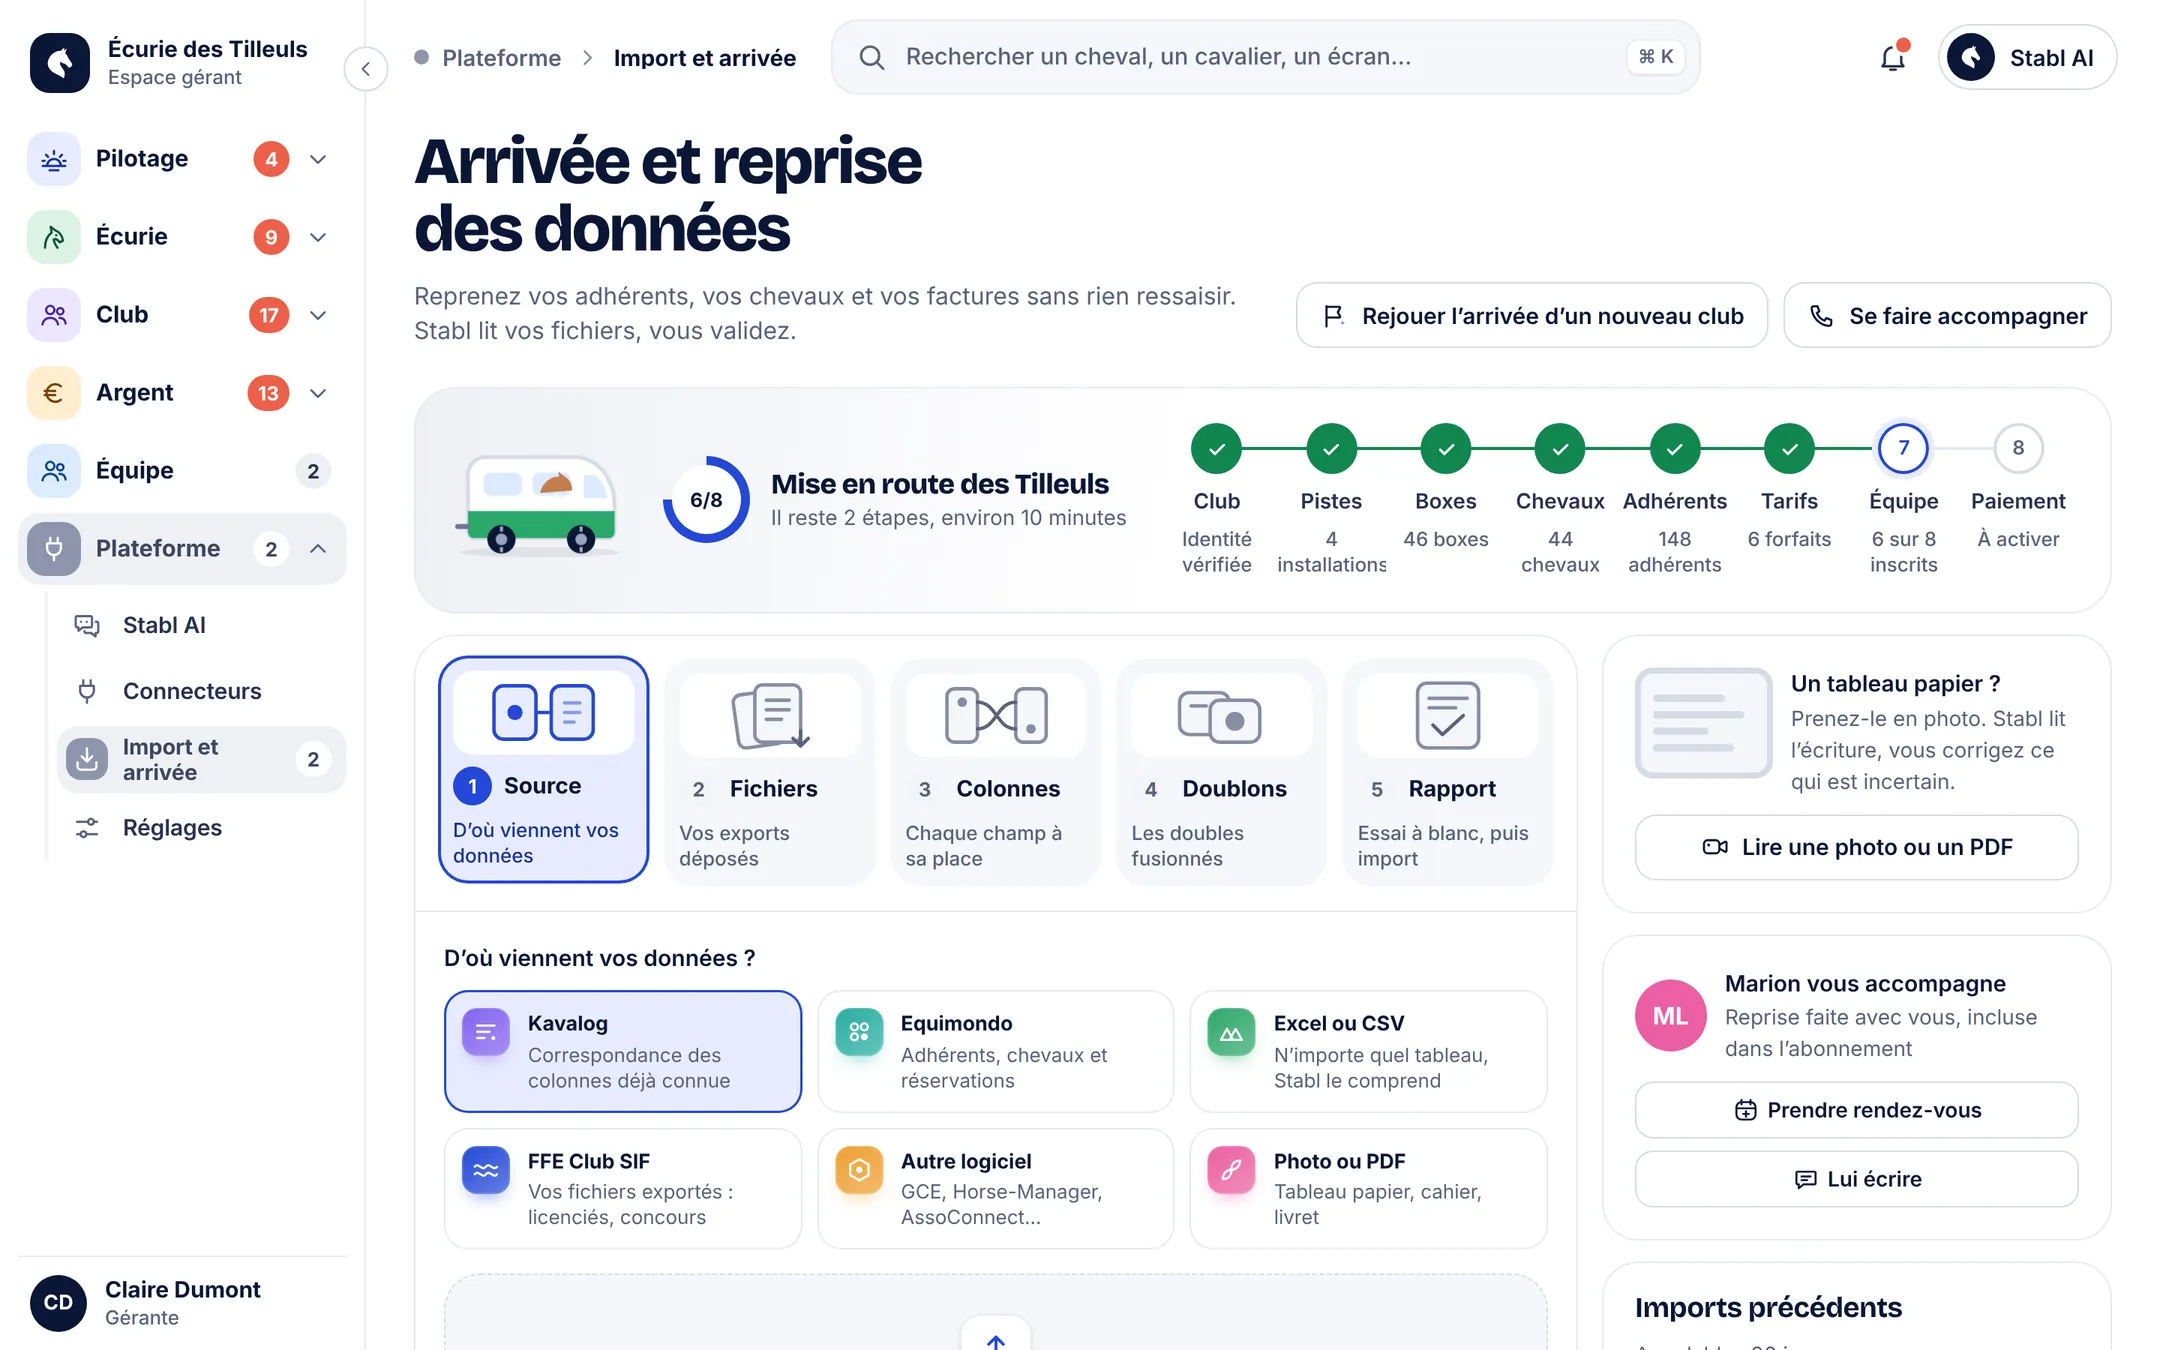 Écurie des Tilleuls
Espace gérant
Pilotage
4
Écurie
9
Club
17
Argent
13
Équipe
2
Plateforme
2
Stabl AI
Connecteurs
Import et
arrivée
2
Réglages
CD
Claire Dumont
Gérante
Plateforme
Import et arrivée
Rechercher un cheval, un cavalier, un écran...
⌘ K
Stabl AI
Arrivée et reprise
des données
Reprenez vos adhérents, vos chevaux et vos factures sans rien ressaisir.
Stabl lit vos fichiers, vous validez.
Rejouer l’arrivée d’un nouveau club
Se faire accompagner
6/8
Mise en route des Tilleuls
Il reste 2 étapes, environ 10 minutes
Club
Identité
vérifiée
Pistes
4
installations
Boxes
46 boxes
Chevaux
44
chevaux
Adhérents
148
adhérents
Tarifs
6 forfaits
7
Équipe
6 sur 8
inscrits
8
Paiement
À activer
1 Source
D’où viennent vos
données
2 Fichiers
Vos exports
déposés
3 Colonnes
Chaque champ à
sa place
4 Doublons
Les doubles
fusionnés
5 Rapport
Essai à blanc, puis
import
D’où viennent vos données ?
Kavalog
Correspondance des
colonnes déjà connue
Equimondo
Adhérents, chevaux et
réservations
Excel ou CSV
N’importe quel tableau,
Stabl le comprend
FFE Club SIF
Vos fichiers exportés :
licenciés, concours
Autre logiciel
GCE, Horse-Manager,
AssoConnect...
Photo ou PDF
Tableau papier, cahier,
livret
Un tableau papier ?
Prenez-le en photo. Stabl lit
l’écriture, vous corrigez ce
qui est incertain.
Lire une photo ou un PDF
ML
Marion vous accompagne
Reprise faite avec vous, incluse
dans l’abonnement
Prendre rendez-vous
Lui écrire
Imports précédents